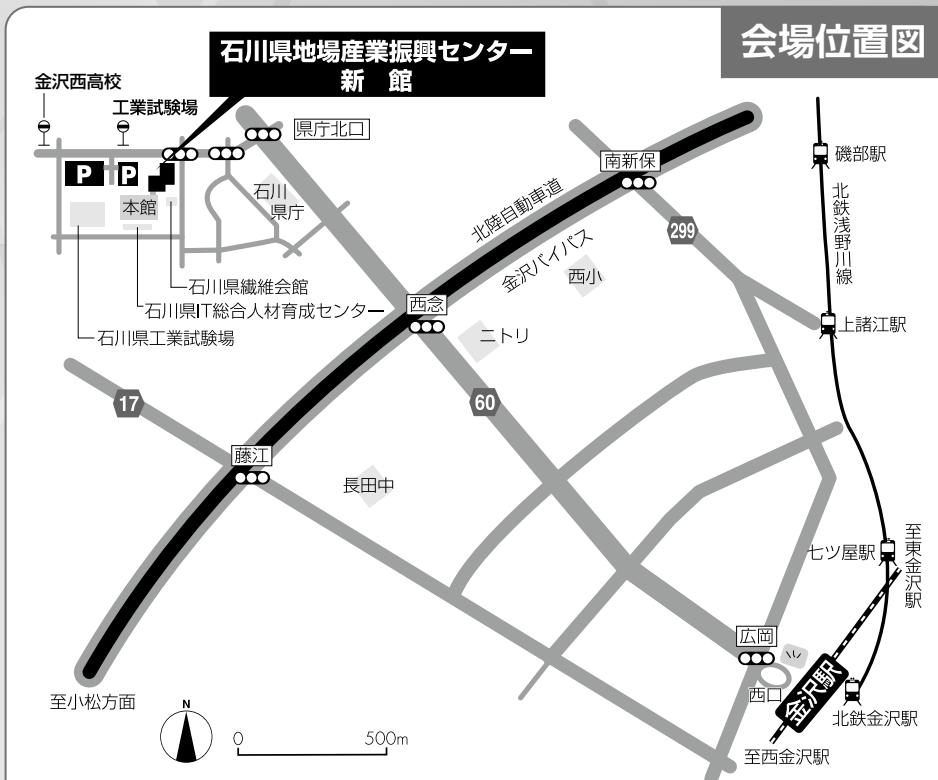 会場位置図
石川県地場産業振興センター
新 館
金沢西高校
工業試験場
県庁北口
P
P
本館
石川
県庁
南新保
磯部駅
北鉄浅野川線
299
北陸自動車道
金沢バイパス
西小
石川県繊維会館
石川県IT総合人材育成センター
石川県工業試験場
西念
ニトリ
上諸江駅
17
60
藤江
長田中
七ツ屋駅
至東金沢駅
広岡
西口
金沢駅
北鉄金沢駅
至西金沢駅
至小松方面
N
0
500m